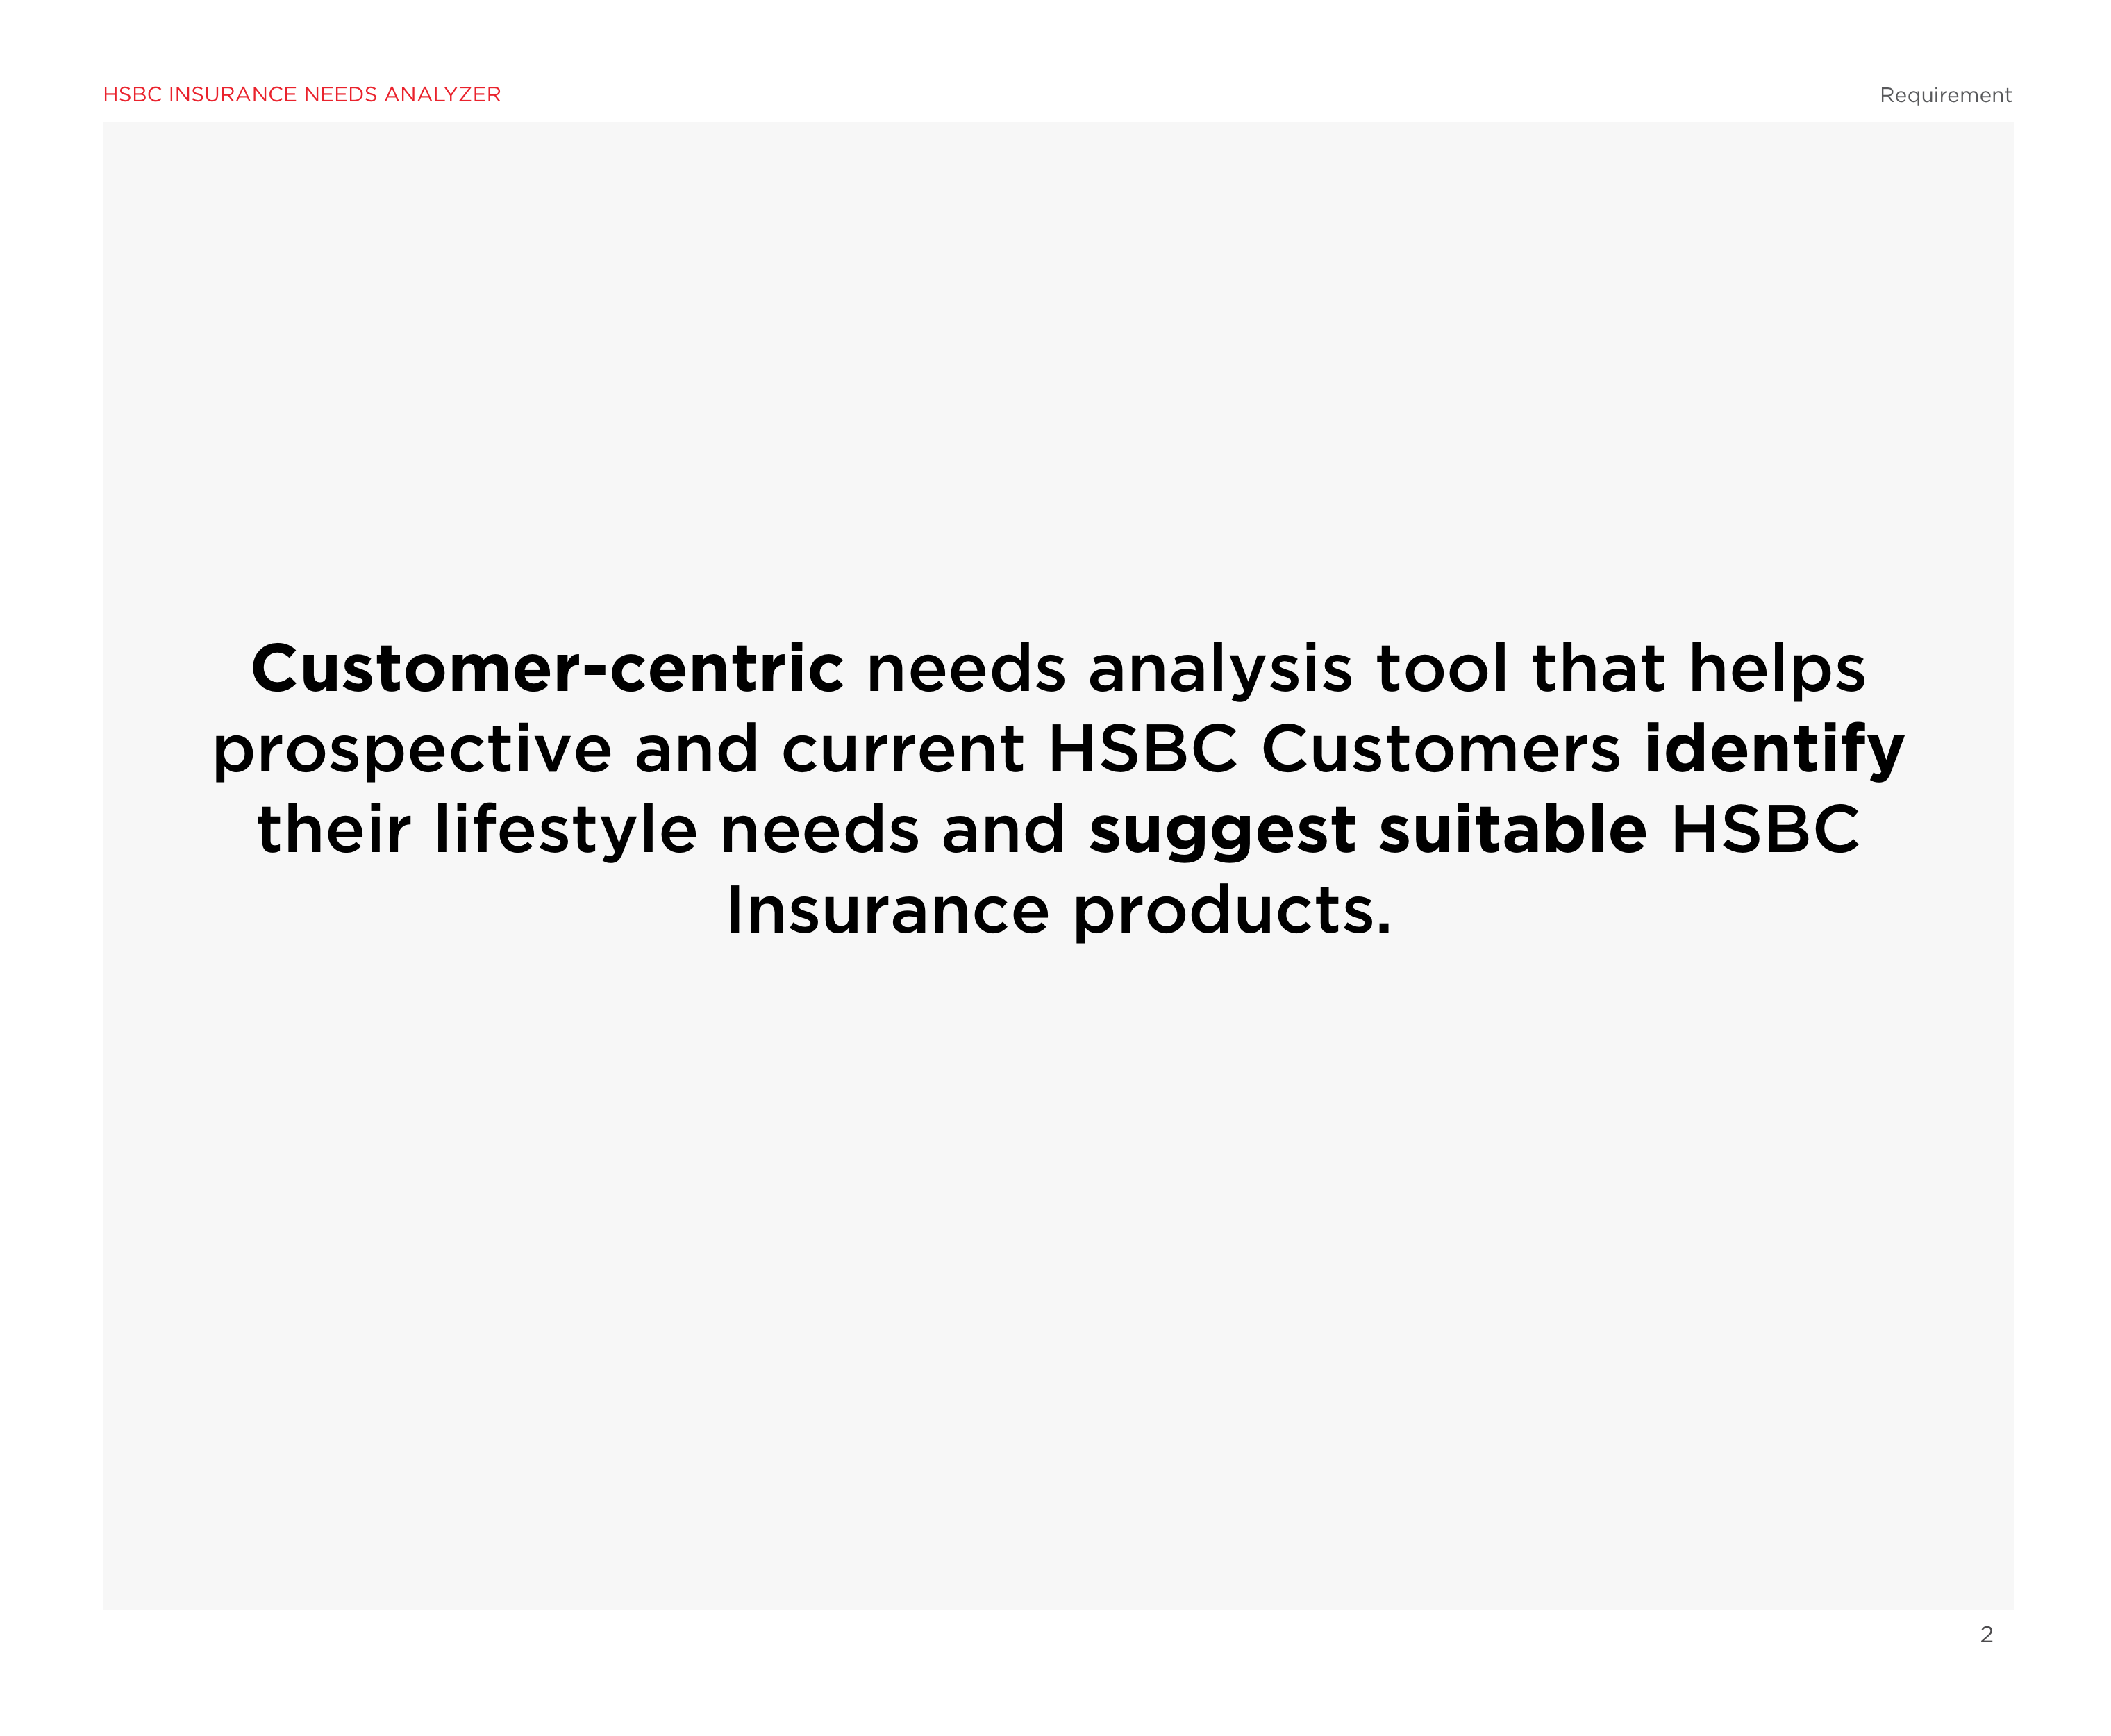 HSBC INSURANCE NEEDS ANALYZER
Requirement
Customer-centric needs analysis tool that helps
prospective and current HSBC Customers identify
their lifestyle needs and suggest suitable HSBC
Insurance products.
2